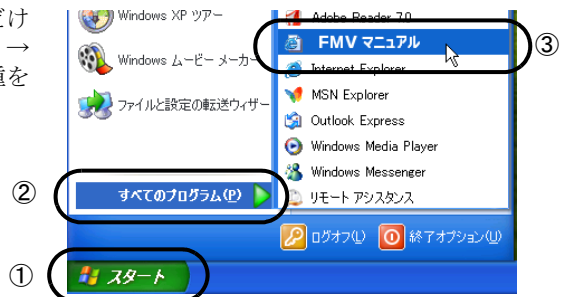 だけ
→
重を
Windows XP ツアー
Windows ムービー メーカー
ファイルと設定の転送ウィザー
すべてのプログラム(P)
Adobe Reader 7.0
FMV マニュアル
Internet Explorer
MSN Explorer
Outlook Express
Windows Media Player
Windows Messenger
リモート アシスタンス
ログオフ(L)
終了オプション(U)
スタート
①
②
③